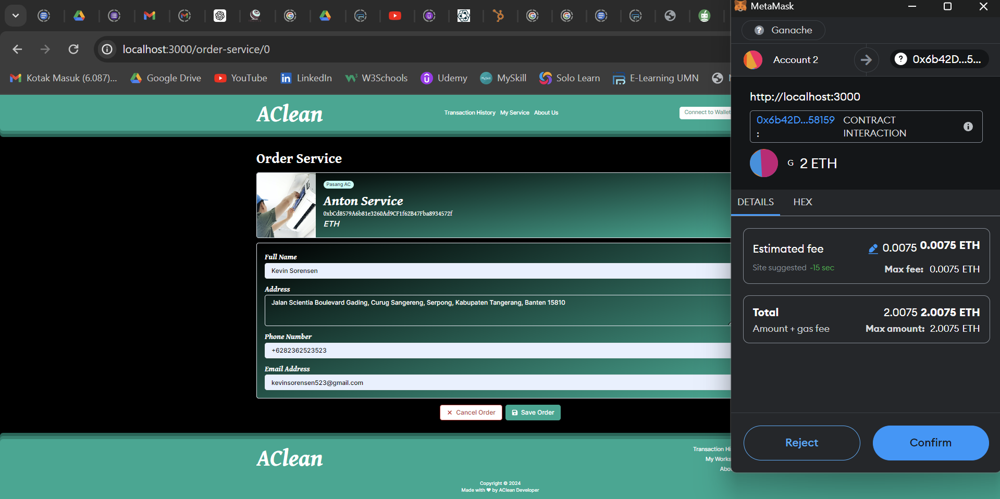 localhost:3000/order-service/0
Kotak Masuk (6.087)...
Google Drive
YouTube
LinkedIn
W3Schools
Udemy
MySkill
Solo Learn
E-Learning UMN
AClean
Transaction History
My Service
About Us
Connect to Wallet
Order Service
Pasang AC
Anton Service
0xbCd8579A6b81e3260Ad9CF1f62B47Fba8934572f
ETH
Full Name
Kevin Sorensen
Address
Jalan Scientia Boulevard Gading, Curug Sangereng, Serpong, Kabupaten Tangerang, Banten 15810
Phone Number
+6282362523523
Email Address
kevinsorensen523@gmail.com
Cancel Order
Save Order
AClean
Transaction Hi
My Works
Abo
Copyright © 2024
Made with ❤ by AClean Developer
MetaMask
Ganache
Account 2
0x6b42D...5...
http://localhost:3000
0x6b42D...58159 CONTRACT
: INTERACTION
G 2 ETH
DETAILS
HEX
Estimated fee 0.0075 0.0075 ETH
Site suggested ~15 sec Max fee: 0.0075 ETH
Total 2.0075 2.0075 ETH
Amount + gas fee Max amount: 2.0075 ETH
Reject
Confirm